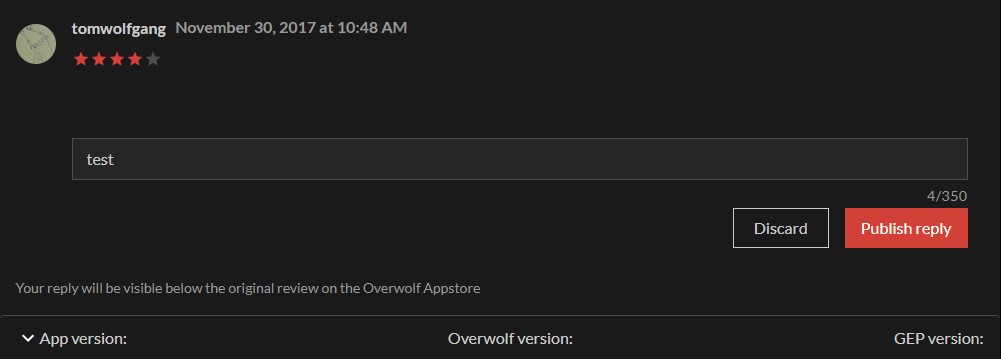 tomwolfgang November 30, 2017 at 10:48 AM
test
4/350
Discard Publish reply
Your reply will be visible below the original review on the Overwolf Appstore
App version: Overwolf version: GEP version: